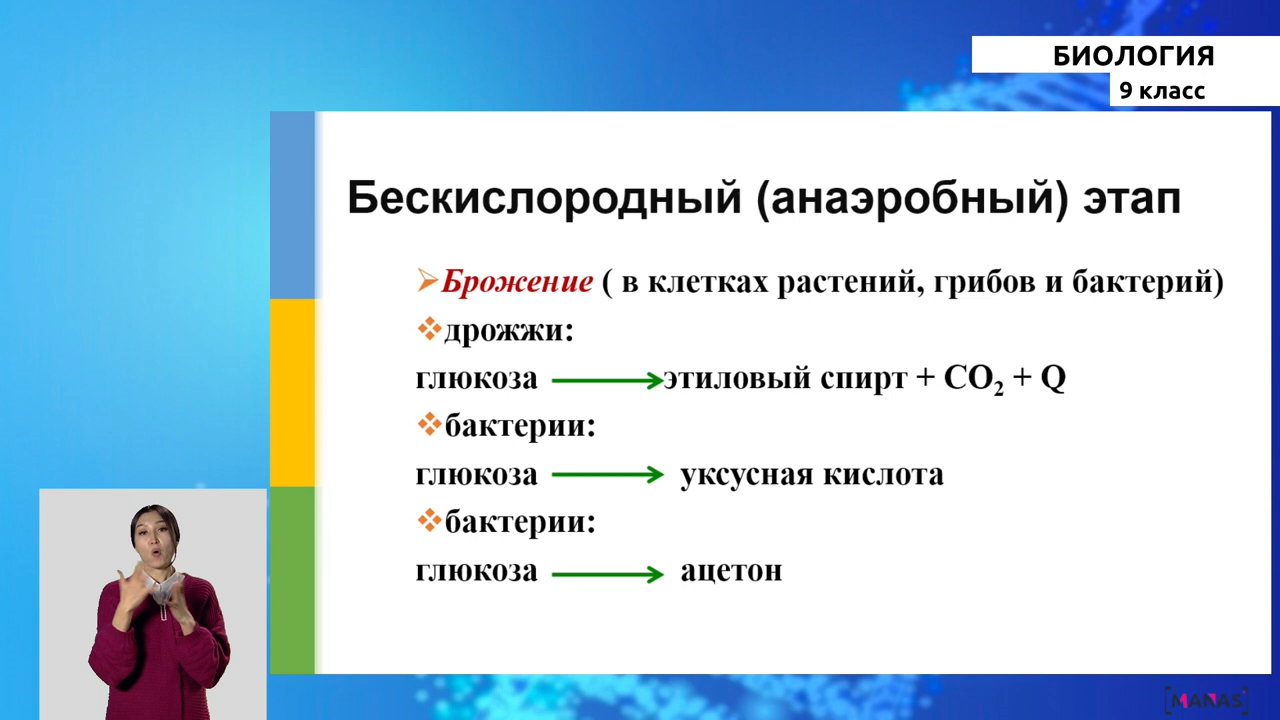 БИОЛОГИЯ
9 класс
Бескислородный (анаэробный) этап
Брожение ( в клетках растений, грибов и бактерий)
дрожжи:
глюкоза этиловый спирт + CO₂ + Q
бактерии:
глюкоза уксусная кислота
бактерии:
глюкоза ацетон
[MANAS]